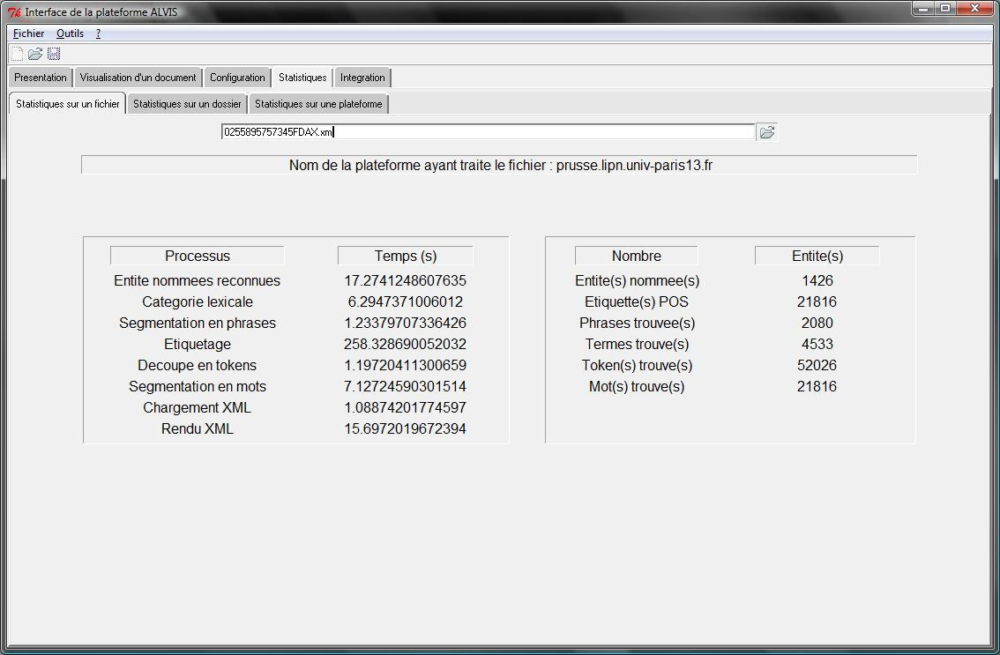 Interface de la plateforme ALVIS
Fichier Outils ?
Presentation Visualisation d'un document Configuration Statistiques Integration
Statistiques sur un fichier Statistiques sur un dossier Statistiques sur une plateforme
0255895757345FDAX.xml
Nom de la plateforme ayant traite le fichier : prusse.lipn.univ-paris13.fr
Processus Temps (s)
Entite nommees reconnues 17.2741248607635
Categorie lexicale 6.2947371006012
Segmentation en phrases 1.23379707336426
Etiquetage 258.328690052032
Decoupe en tokens 1.19720411300659
Segmentation en mots 7.12724590301514
Chargement XML 1.08874201774597
Rendu XML 15.6972019672394
Nombre Entite(s)
Entite(s) nommee(s) 1426
Etiquette(s) POS 21816
Phrases trouvee(s) 2080
Termes trouve(s) 4533
Token(s) trouve(s) 52026
Mot(s) trouve(s) 21816